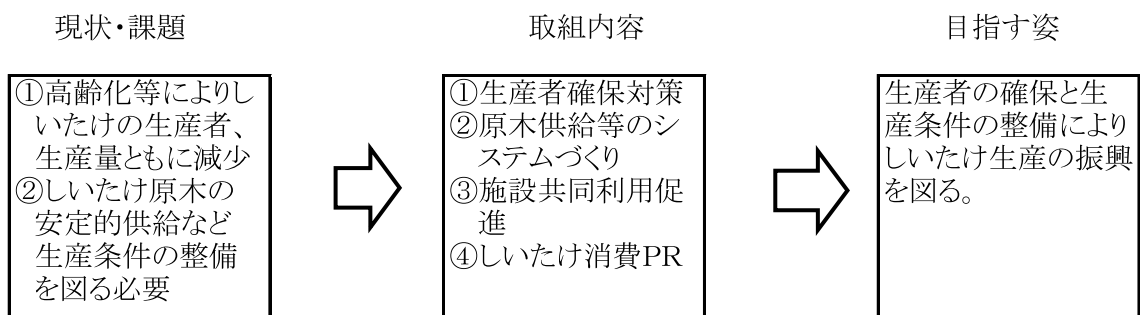 現状・課題
①高齢化等によりし
いたけの生産者、
生産量ともに減少
②しいたけ原木の
安定的供給など
生産条件の整備
を図る必要
取組内容
①生産者確保対策
②原木供給等のシ
ステムづくり
③施設共同利用促
進
④しいたけ消費PR
目指す姿
生産者の確保と生
産条件の整備により
しいたけ生産の振興
を図る。